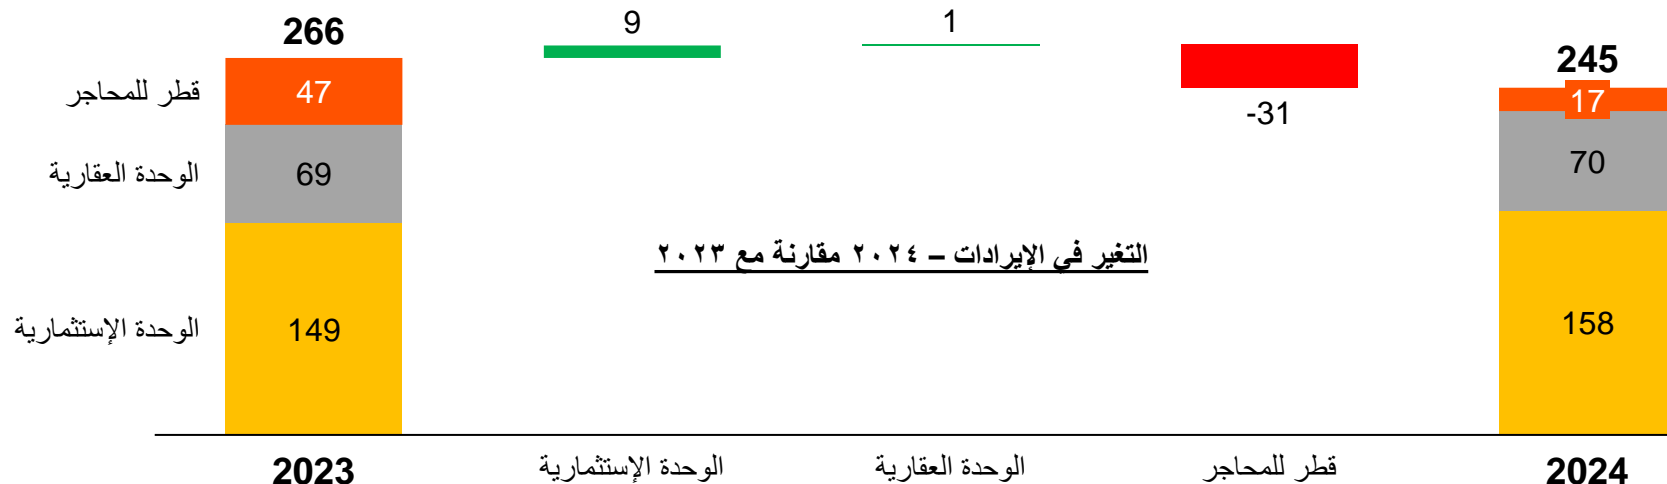 266
9
1
245
قطر للمحاجر
47
-31
17
الوحدة العقارية
69
70
التغير في الإيرادات – ٢٠٢٤ مقارنة مع ٢٠٢٣
الوحدة الإستثمارية
149
158
2023
الوحدة الإستثمارية
الوحدة العقارية
قطر للمحاجر
2024